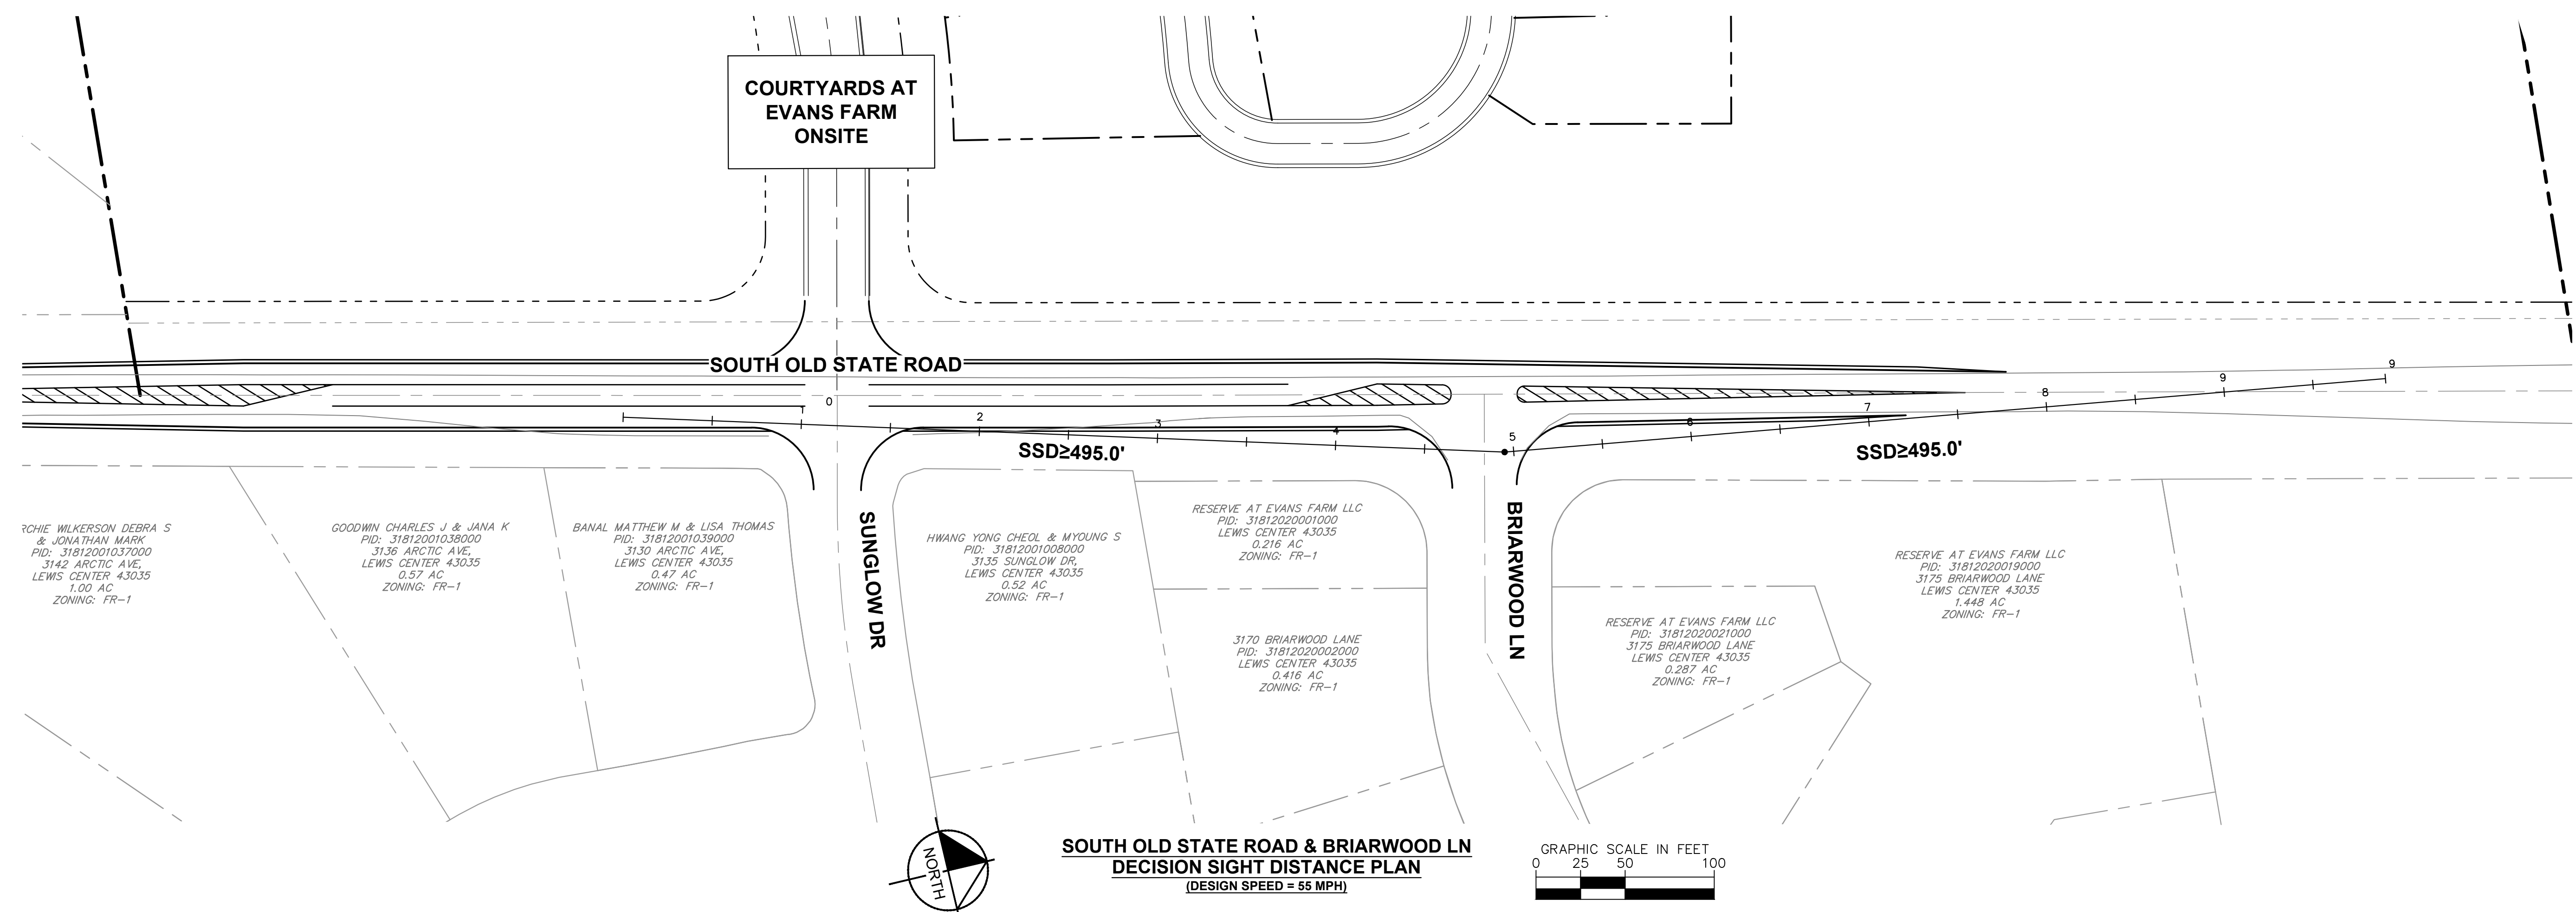 COURTYARDS AT
EVANS FARM
ONSITE
SOUTH OLD STATE ROAD
0
1
2
3
4
5
6
7
8
9
9
SSD≥495.0'
SSD≥495.0'
SUNGLOW DR
BRIARWOOD LN
RCHIE WILKERSON DEBRA S
& JONATHAN MARK
PID: 31812001037000
3142 ARCTIC AVE,
LEWIS CENTER 43035
1.00 AC
ZONING: FR-1
GOODWIN CHARLES J & JANA K
PID: 31812001038000
3136 ARCTIC AVE,
LEWIS CENTER 43035
0.57 AC
ZONING: FR-1
BANAL MATTHEW M & LISA THOMAS
PID: 31812001039000
3130 ARCTIC AVE,
LEWIS CENTER 43035
0.47 AC
ZONING: FR-1
HWANG YONG CHEOL & MYOUNG S
PID: 31812001008000
3135 SUNGLOW DR,
LEWIS CENTER 43035
0.52 AC
ZONING: FR-1
RESERVE AT EVANS FARM LLC
PID: 31812020001000
LEWIS CENTER 43035
0.216 AC
ZONING: FR-1
3170 BRIARWOOD LANE
PID: 31812020002000
LEWIS CENTER 43035
0.416 AC
ZONING: FR-1
RESERVE AT EVANS FARM LLC
PID: 31812020021000
3175 BRIARWOOD LANE
LEWIS CENTER 43035
0.287 AC
ZONING: FR-1
RESERVE AT EVANS FARM LLC
PID: 31812020019000
3175 BRIARWOOD LANE
LEWIS CENTER 43035
1.448 AC
ZONING: FR-1
NORTH
SOUTH OLD STATE ROAD & BRIARWOOD LN
DECISION SIGHT DISTANCE PLAN
(DESIGN SPEED = 55 MPH)
GRAPHIC SCALE IN FEET
0 25 50 100